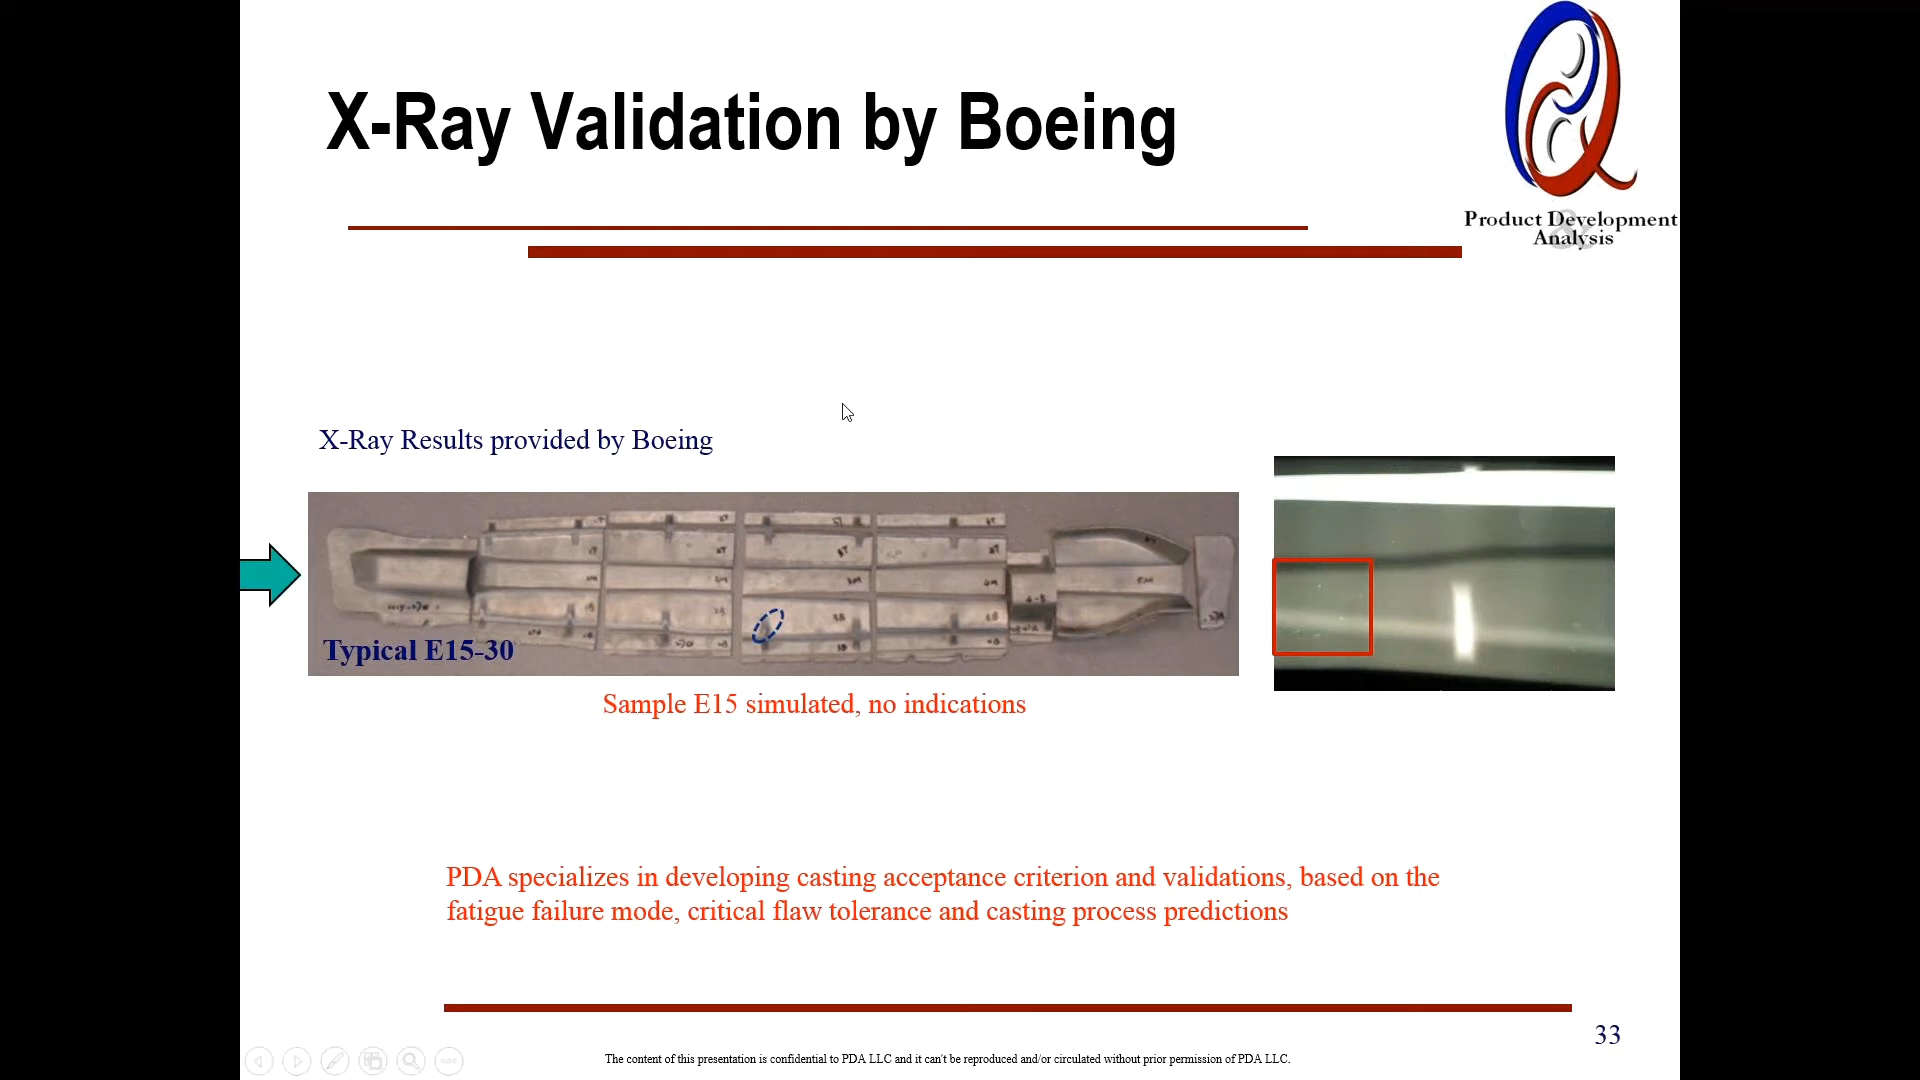 X-Ray Validation by Boeing
Product Development
&
Analysis
X-Ray Results provided by Boeing
Typical E15-30
Sample E15 simulated, no indications
PDA specializes in developing casting acceptance criterion and validations, based on the
fatigue failure mode, critical flaw tolerance and casting process predictions
33
The content of this presentation is confidential to PDA LLC and it can't be reproduced and/or circulated without prior permission of PDA LLC.